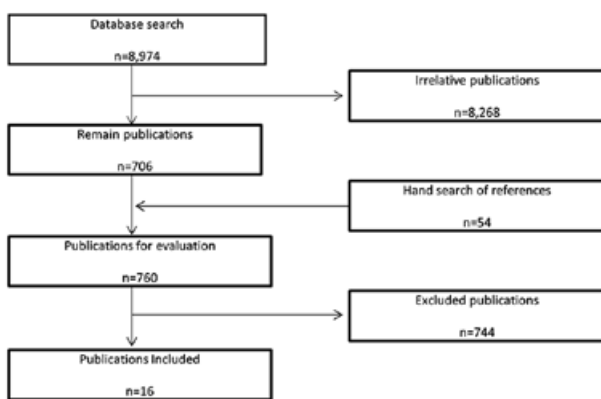 Database search
n=8,974
Irrelative publications
n=8,268
Remain publications
n=706
Hand search of references
n=54
Publications for evaluation
n=760
Excluded publications
n=744
Publications Included
n=16